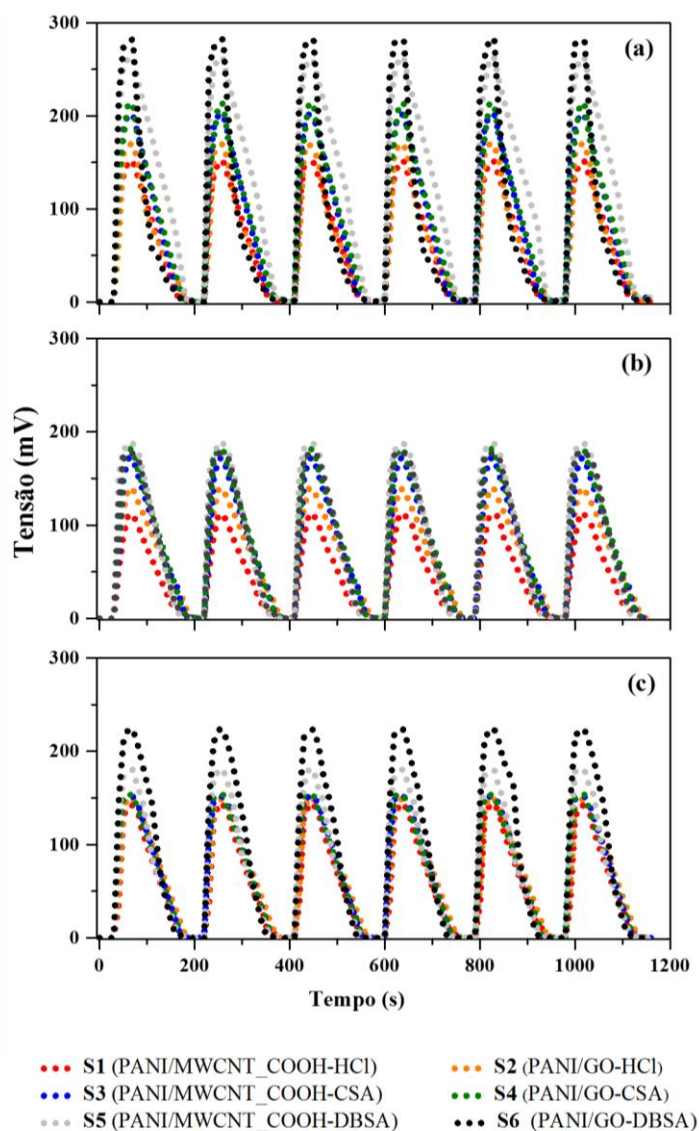 300
(a)
200
100
0
300
(b)
200
100
0
Tensão (mV)
300
(c)
200
100
0
0 200 400 600 800 1000 1200
Tempo (s)
S1 (PANI/MWCNT_COOH-HCl) S2 (PANI/GO-HCl)
S3 (PANI/MWCNT_COOH-CSA) S4 (PANI/GO-CSA)
S5 (PANI/MWCNT_COOH-DBSA) S6 (PANI/GO-DBSA)